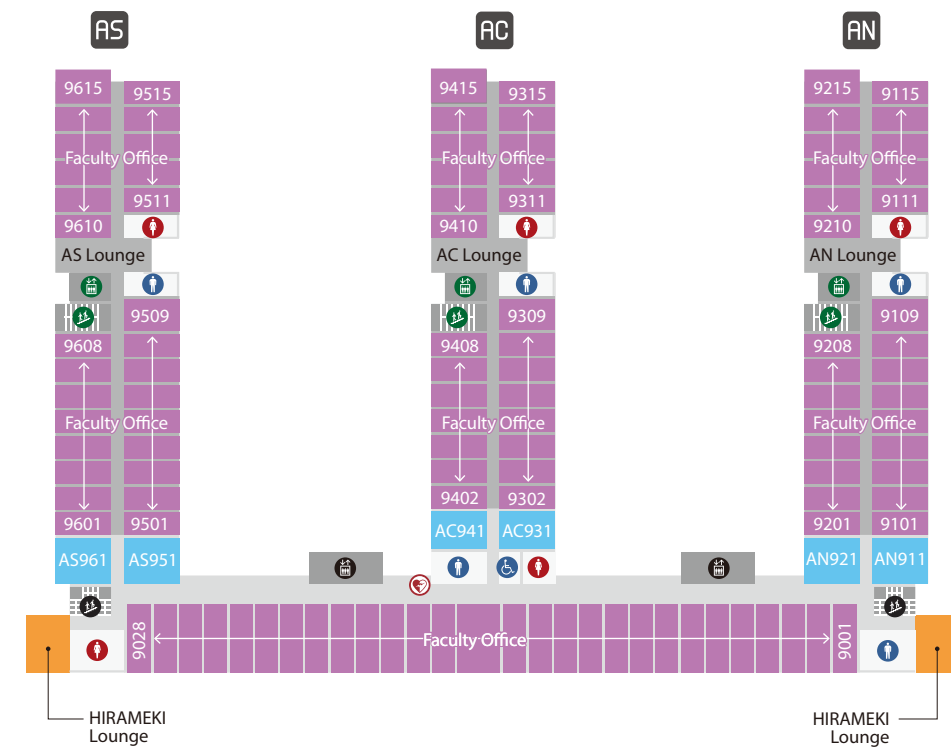 AS
AC
AN
9615
9515
9415
9315
9215
9115
Faculty Office
Faculty Office
Faculty Office
9511
9311
9111
9610
9410
9210
AS Lounge
AC Lounge
AN Lounge
9509
9309
9109
9608
9408
9208
Faculty Office
Faculty Office
Faculty Office
9402
9302
9601
9501
9201
9101
AC941
AC931
AS961
AS951
AN921
AN911
9028
Faculty Office
9001
HIRAMEKI
Lounge
HIRAMEKI
Lounge